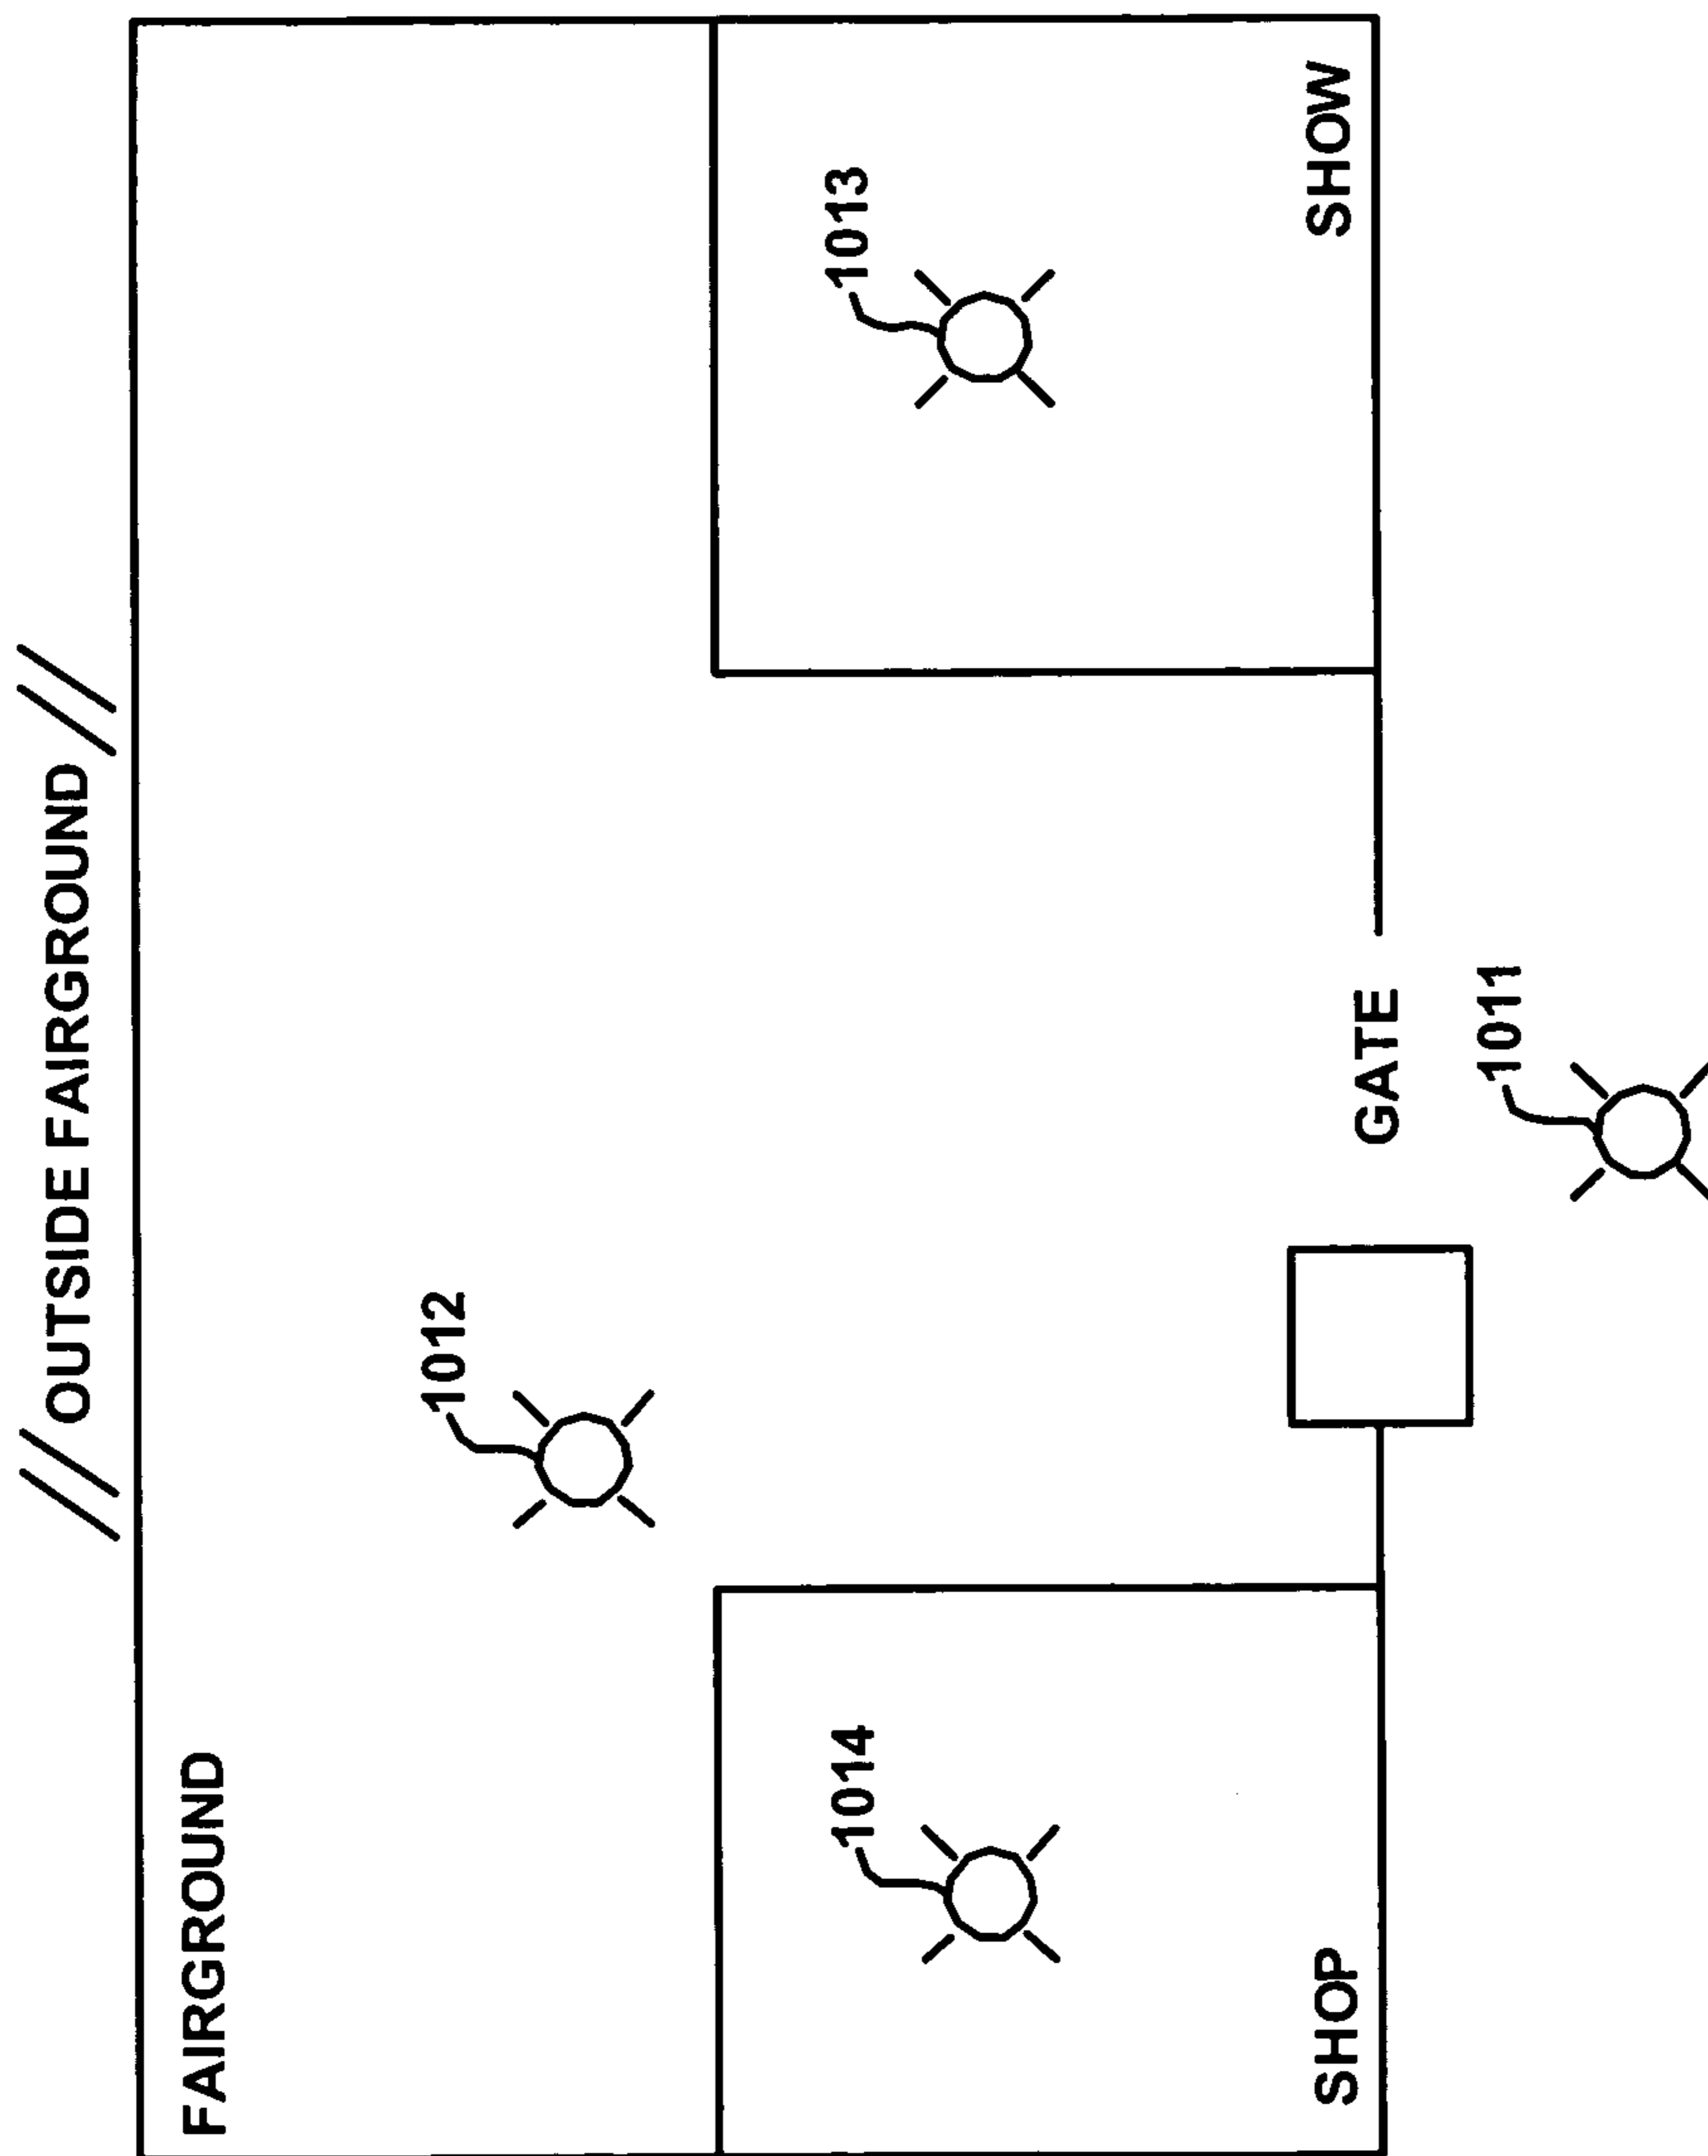 //OUTSIDE FAIRGROUND//
FAIRGROUND
1012
1014
1013
SHOP
GATE
SHOW
1011